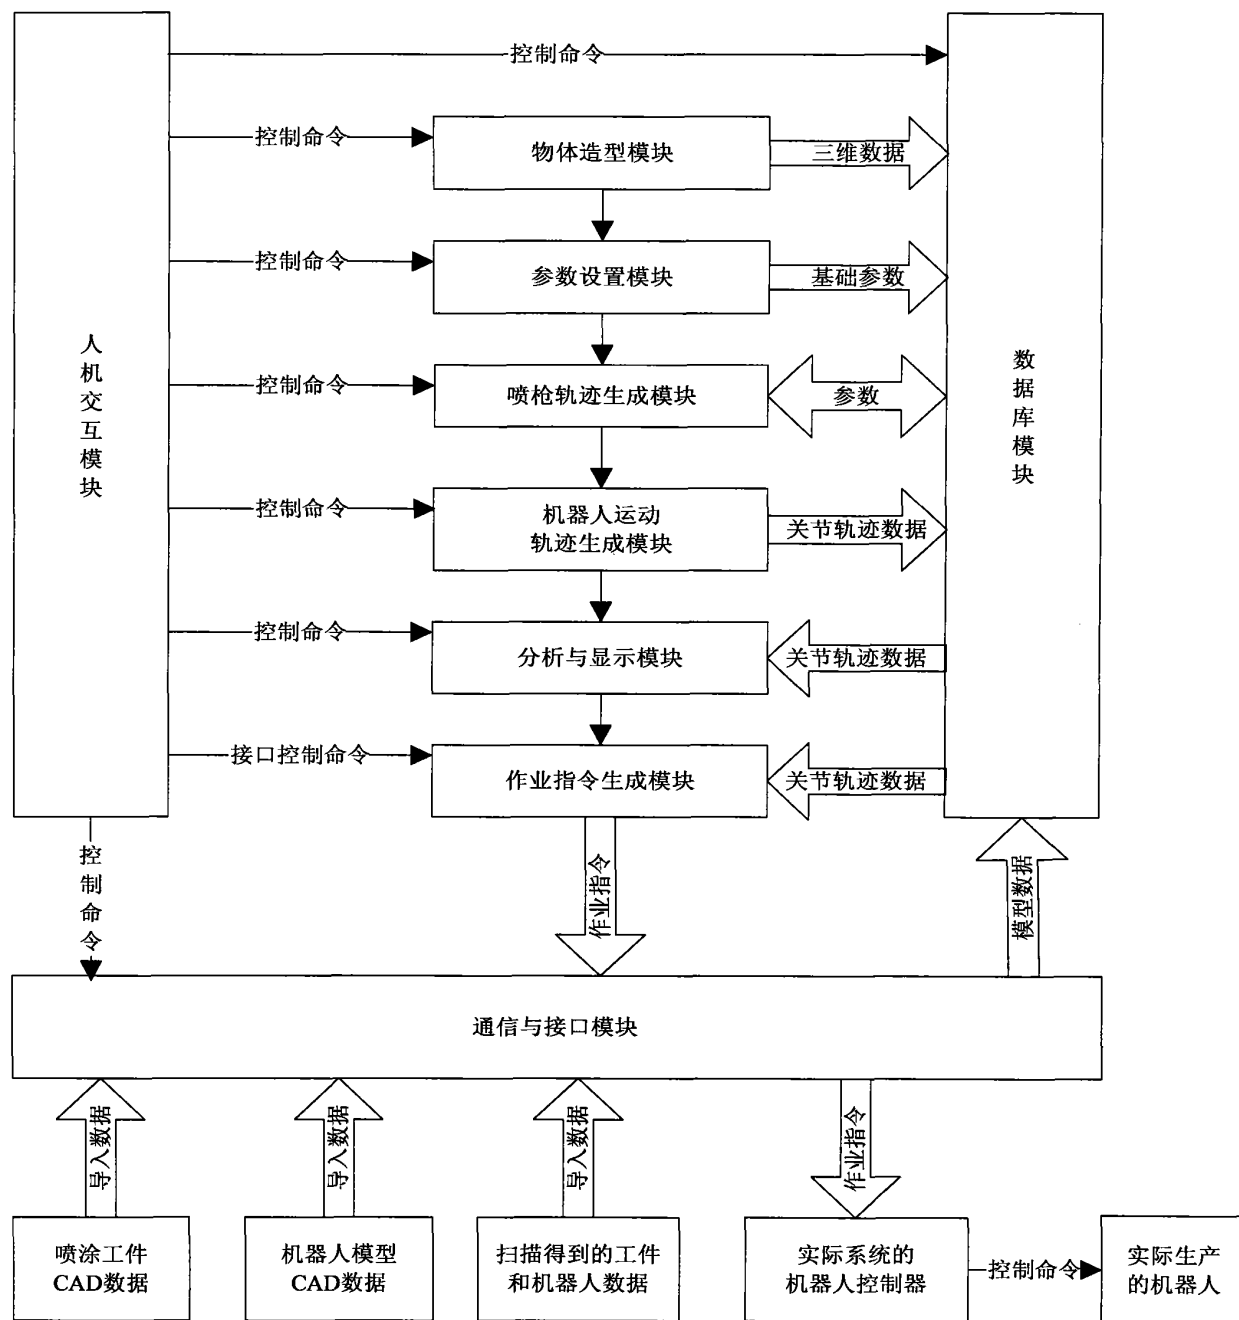 控制命令
控制命令
物体造型模块
三维数据
控制命令
参数设置模块
基础参数
人机交互模块
控制命令
喷枪轨迹生成模块
参数
数据库模块
控制命令
机器人运动
轨迹生成模块
关节轨迹数据
控制命令
分析与显示模块
关节轨迹数据
接口控制命令
作业指令生成模块
关节轨迹数据
控制命令
作业指令
模型数据
通信与接口模块
导入数据
导入数据
导入数据
作业指令
喷涂工件
CAD数据
机器人模型
CAD数据
扫描得到的工件
和机器人数据
实际系统的
机器人控制器
控制命令
实际生产
的机器人